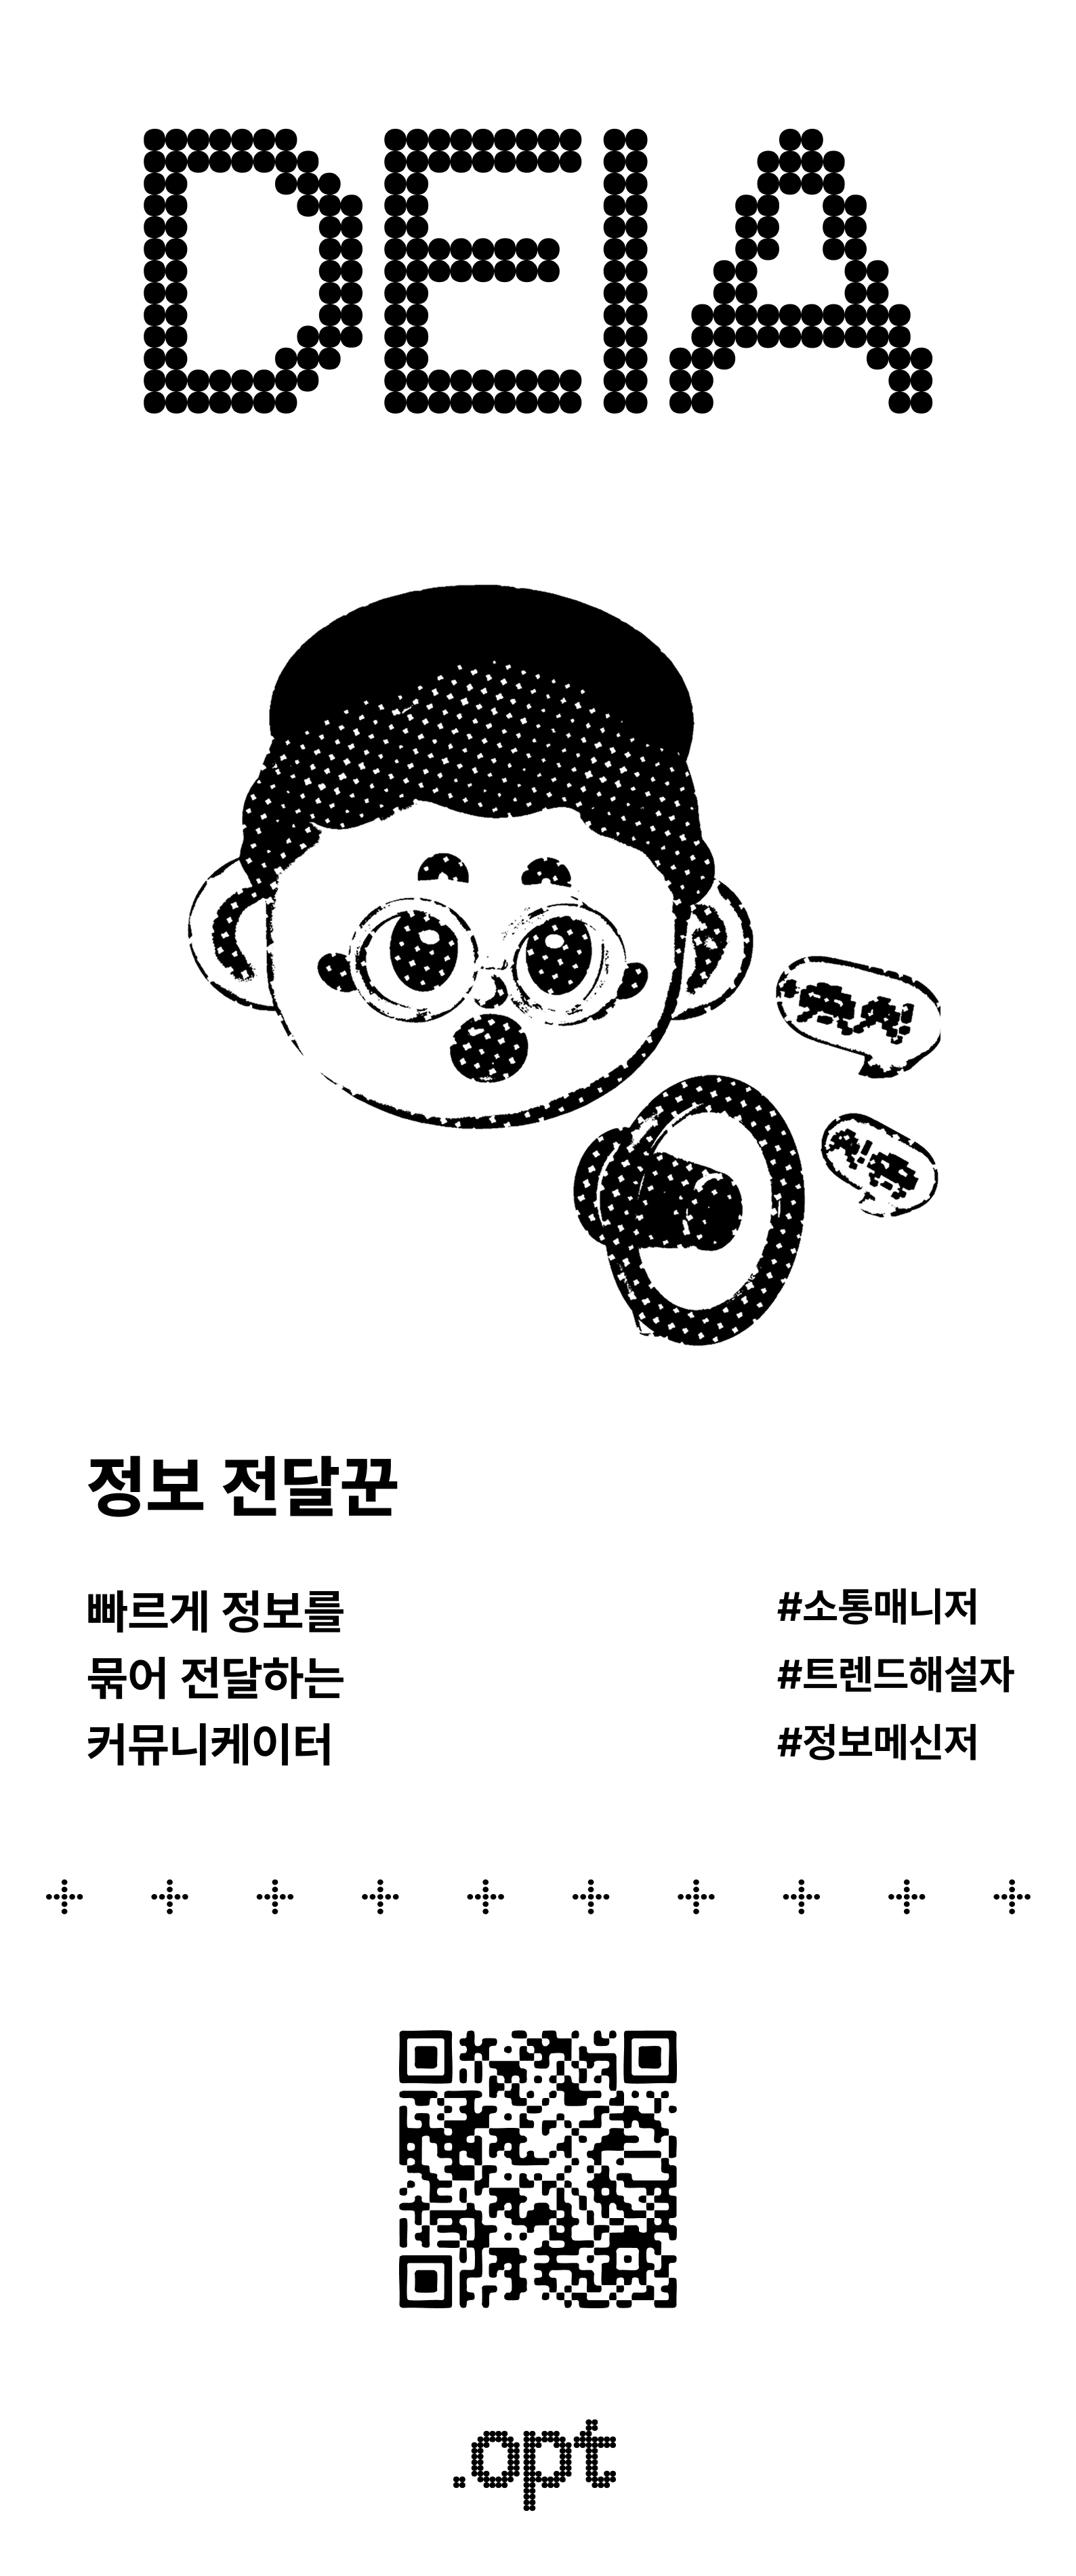 DEIA
정보 전달꾼
빠르게 정보를
묶어 전달하는
커뮤니케이터
#소통매니저
#트렌드해설자
#정보메신저
.opt